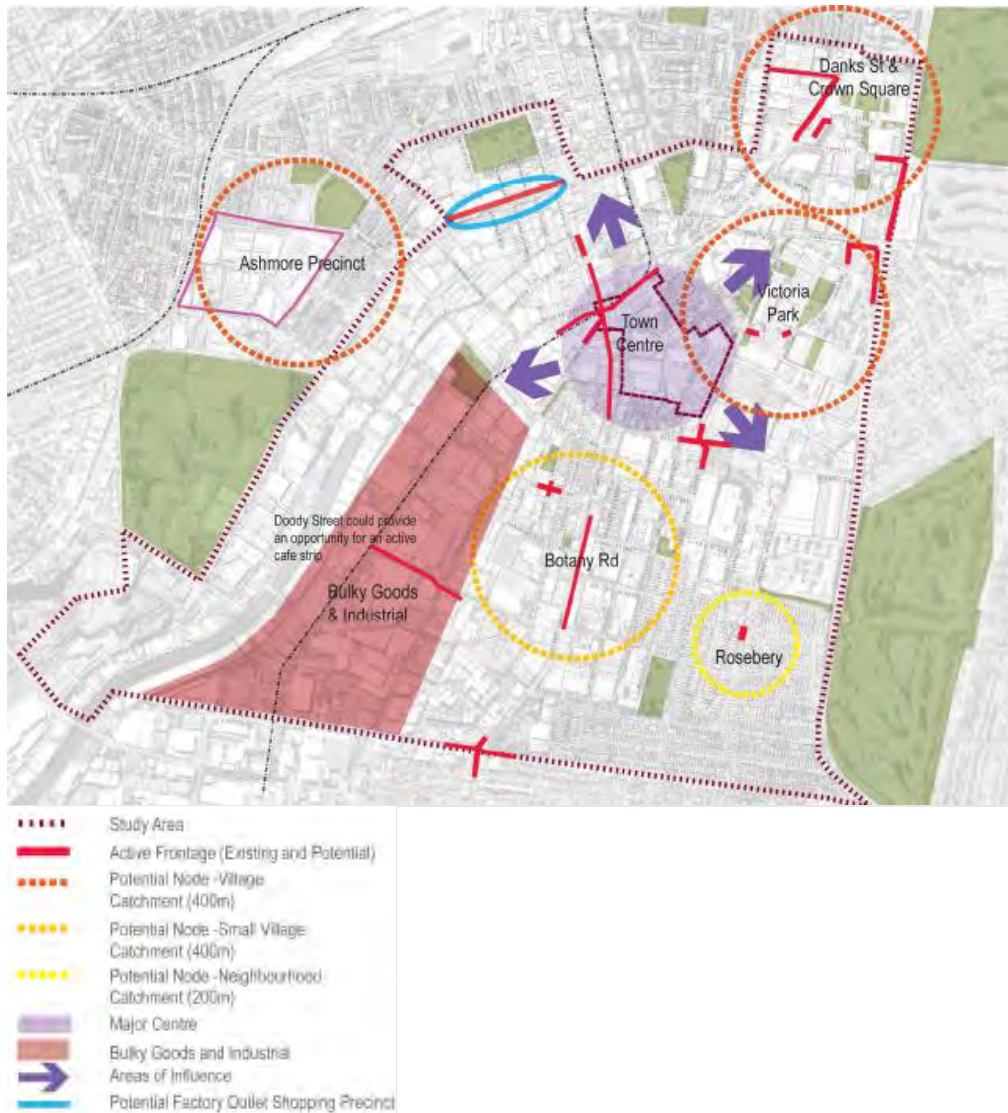 Danks St &
Crown Square
Ashmore Precinct
Victoria
Park
Town
Centre
Doody Street could provide
an opportunity for an active
cafe strip
Botany Rd
Bulky Goods
& Industrial
Rosebery
Study Area
Active Frontage (Existing and Potential)
Potential Node -Village
Catchment (400m)
Potential Node -Small Village
Catchment (400m)
Potential Node -Neighbourhood
Catchment (200m)
Major Centre
Bulky Goods and Industrial
Areas of Influence
Potential Factory Outlet Shopping Precinct